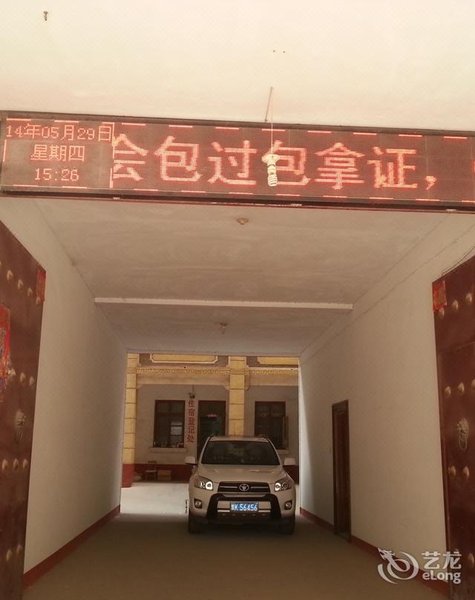 14年05月29日
星期四
15:26
会包过包拿证，
住宿登记处
K56456
艺龙
eLong